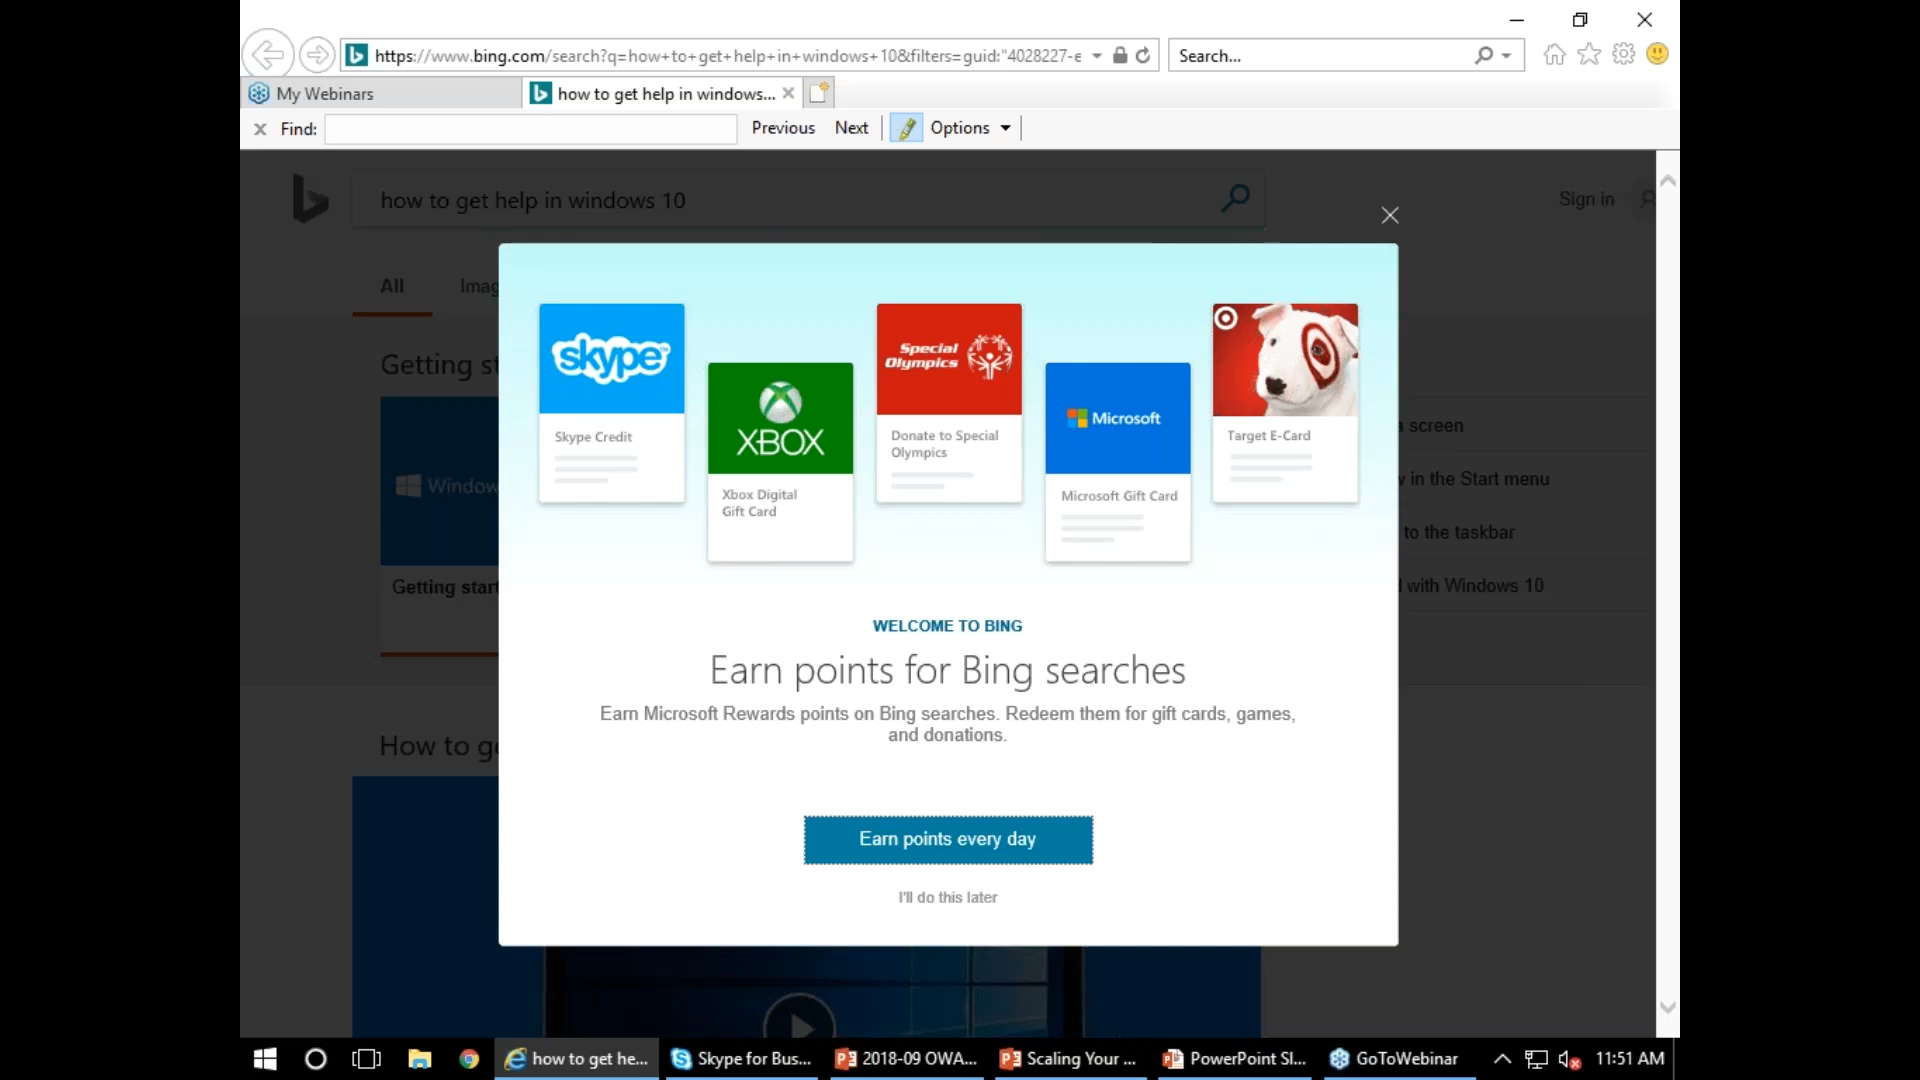 https://www.bing.com/search?q=how+to+get+help+in+windows+10&filters=guid:"4028227-e
Search...
My Webinars
how to get help in windows...
Find:
Previous
Next
Options
how to get help in windows 10
Sign in
All
Imag
Getting st
Window
Getting start
How to ge
a screen
w in the Start menu
to the taskbar
d with Windows 10
skype
Skype Credit
XBOX
Xbox Digital
Gift Card
Special
Olympics
Donate to Special
Olympics
Microsoft
Microsoft Gift Card
Target E-Card
WELCOME TO BING
Earn points for Bing searches
Earn Microsoft Rewards points on Bing searches. Redeem them for gift cards, games,
and donations.
Earn points every day
I'll do this later
how to get he...
Skype for Bus...
2018-09 OWA...
Scaling Your ...
PowerPoint Sl...
GoToWebinar
11:51 AM